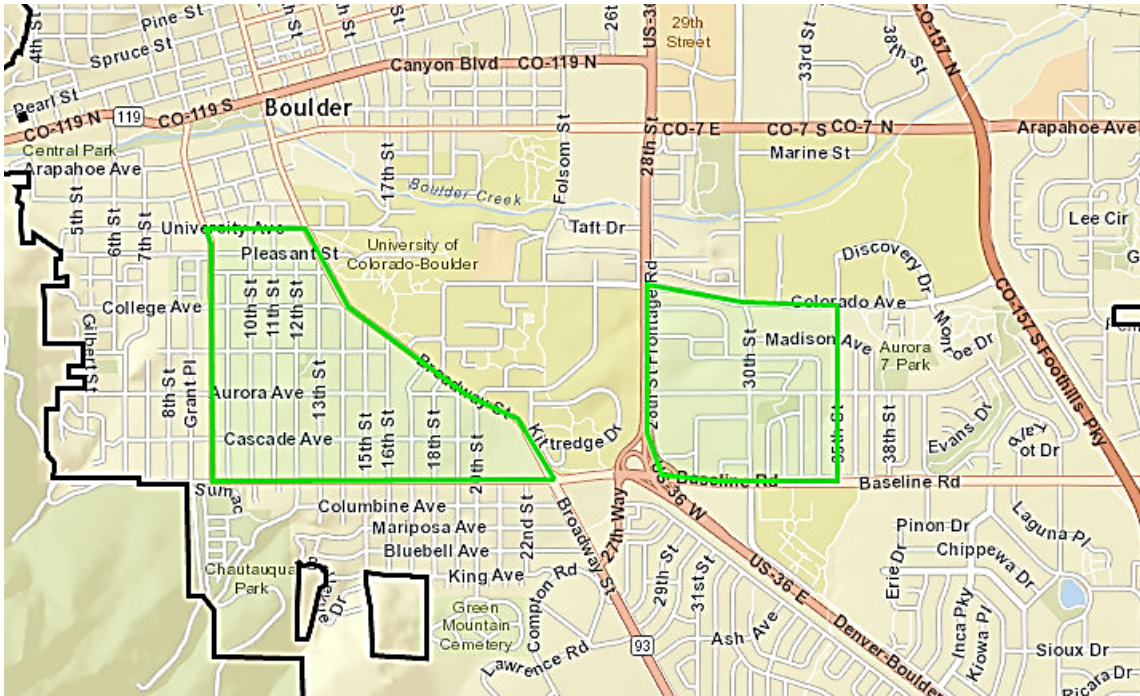 4th St
Pine St
Spruce St
26th
US-36
29th
Street
33rd St
38th St
CO-157 N
Canyon Blvd
CO-119 N
Pearl St
CO-119 N
119
CO-119 S
Boulder
CO-7 E
CO-7 S
CO-7 N
Arapahoe Ave
Central Park
Arapahoe Ave
17th St
Folsom St
28th St
Marine St
Boulder Creek
5th St
6th St
7th St
University Ave
Pleasant St
University of
Colorado-Boulder
Taft Dr
Lee Cir
Discovery Dr
College Ave
10th St
11th St
12th St
Colorado Ave
CO-157 S Foothills Pky
Gilbert St
Madison Ave
Monroe Dr
Aurora
7 Park
30th St
8th St
Grant Pl
Aurora Ave
13th St
Broadway St
Cascade Ave
15th St
16th St
18th St
20th St
Kittredge Dr
35th St
38th St
Evans Dr
Baseline Rd
Baseline Rd
Sumac
US-36 W
Columbine Ave
Mariposa Ave
Bluebell Ave
22nd St
Broadway St
27th Way
Pinon Dr
Laguna Pl
Chippewa Dr
Chautauqua
Park
King Ave
Compton Rd
29th St
31st St
US-36 E
Erie Dr
Green
Mountain
Cemetery
Inca Pky
Kiowa Pl
93
Ash Ave
Denver-Boulder
Sioux Dr
Lawrence Rd
Ricara Dr